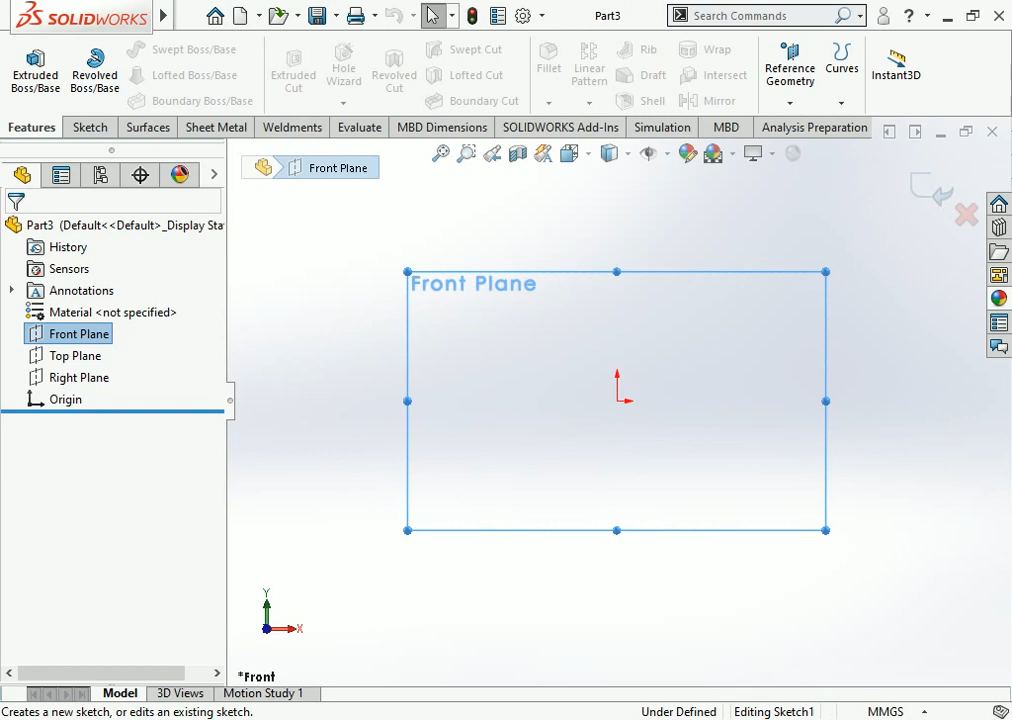 SOLIDWORKS
Part3
Search Commands
Extruded Boss/Base
Revolved Boss/Base
Swept Boss/Base
Lofted Boss/Base
Boundary Boss/Base
Extruded Cut
Hole Wizard
Revolved Cut
Swept Cut
Lofted Cut
Boundary Cut
Fillet
Linear Pattern
Rib
Draft
Shell
Wrap
Intersect
Mirror
Reference Geometry
Curves
Instant3D
Features
Sketch
Surfaces
Sheet Metal
Weldments
Evaluate
MBD Dimensions
SOLIDWORKS Add-Ins
Simulation
MBD
Analysis Preparation
Front Plane
Part3 (Default<<Default>_Display Sta
History
Sensors
Annotations
Material <not specified>
Front Plane
Top Plane
Right Plane
Origin
Front Plane
Y
X
*Front
Model
3D Views
Motion Study 1
Creates a new sketch, or edits an existing sketch.
Under Defined
Editing Sketch1
MMGS